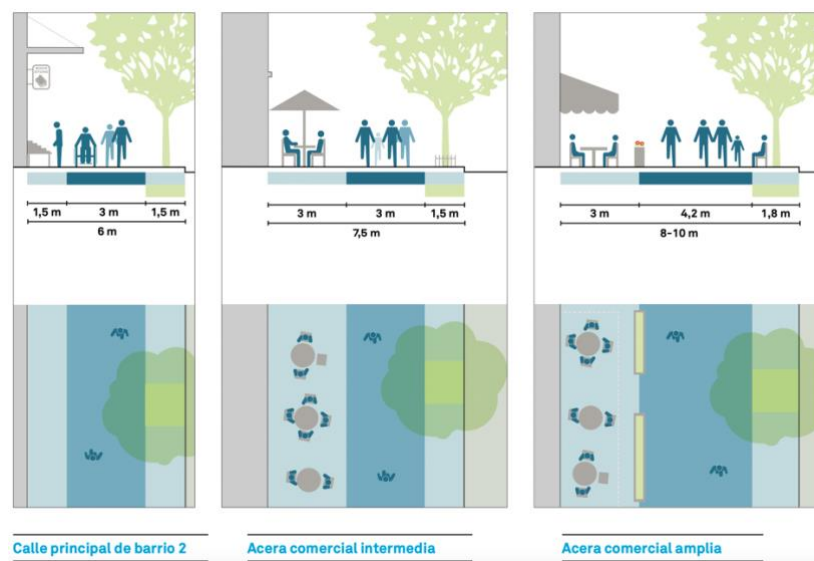 1,5 m 3 m 1,5 m
6 m
3 m 3 m 1,5 m
7,5 m
3 m 4,2 m 1,8 m
8-10 m
Calle principal de barrio 2
Acera comercial intermedia
Acera comercial amplia